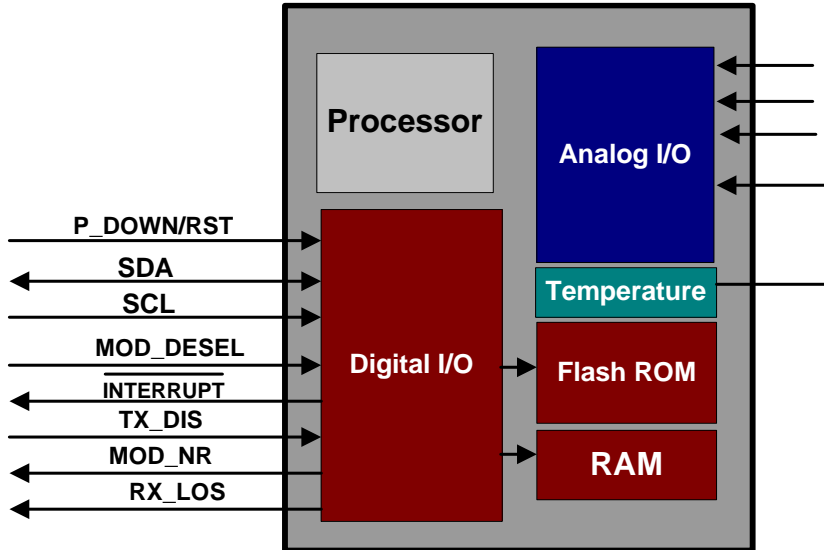 Processor
Analog I/O
P_DOWN/RST
SDA
Temperature
SCL
MOD_DESEL
Digital I/O
Flash ROM
INTERRUPT
TX_DIS
MOD_NR
RAM
RX_LOS